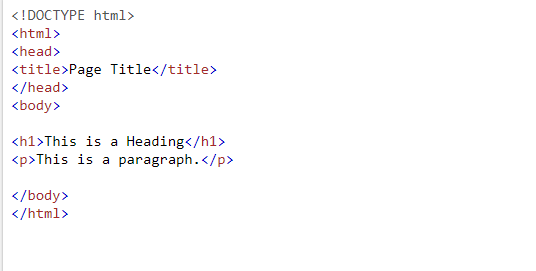 <!DOCTYPE html>
<html>
<head>
<title>Page Title</title>
</head>
<body>
<h1>This is a Heading</h1>
<p>This is a paragraph.</p>
</body>
</html>